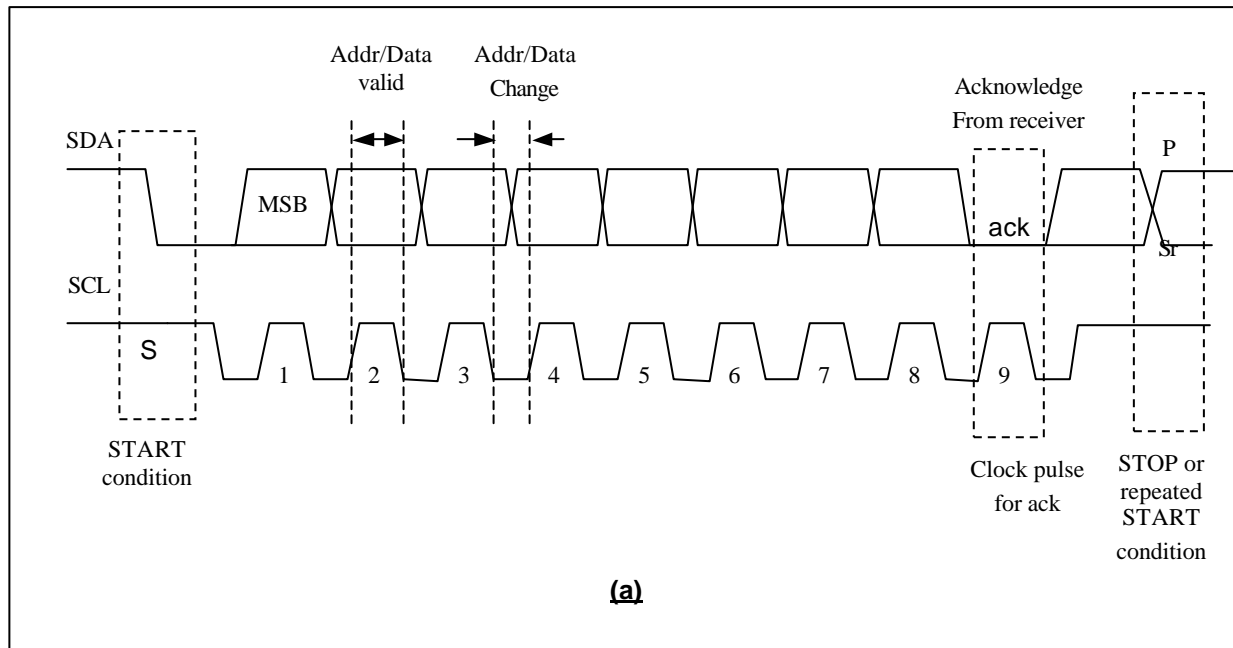 Addr/Data
valid
Addr/Data
Change
Acknowledge
From receiver
SDA
P
MSB
ack
Sr
SCL
S
1
2
3
4
5
6
7
8
9
START
condition
Clock pulse
for ack
STOP or
repeated
START
condition
(a)